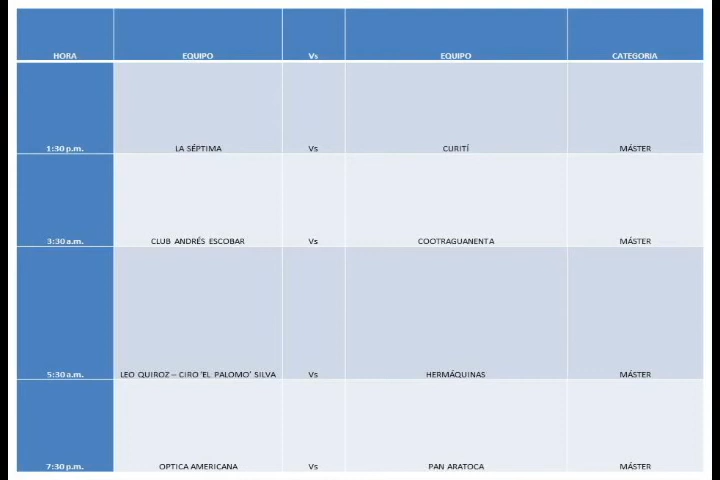 HORA EQUIPO Vs EQUIPO CATEGORIA
1:30 p.m. LA SÉPTIMA Vs CURITÍ MÁSTER
3:30 a.m. CLUB ANDRÉS ESCOBAR Vs COOTRAGUANENTA MÁSTER
5:30 a.m. LEO QUIROZ – CIRO 'EL PALOMO' SILVA Vs HERMÁQUINAS MÁSTER
7:30 p.m. OPTICA AMERICANA Vs PAN ARATOCA MÁSTER